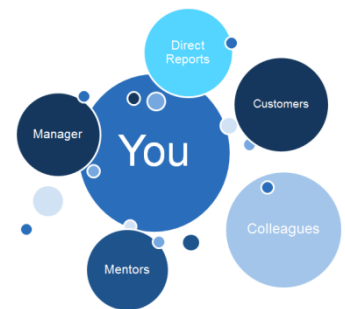 Direct
Reports
Customers
Manager
You
Colleagues
Mentors